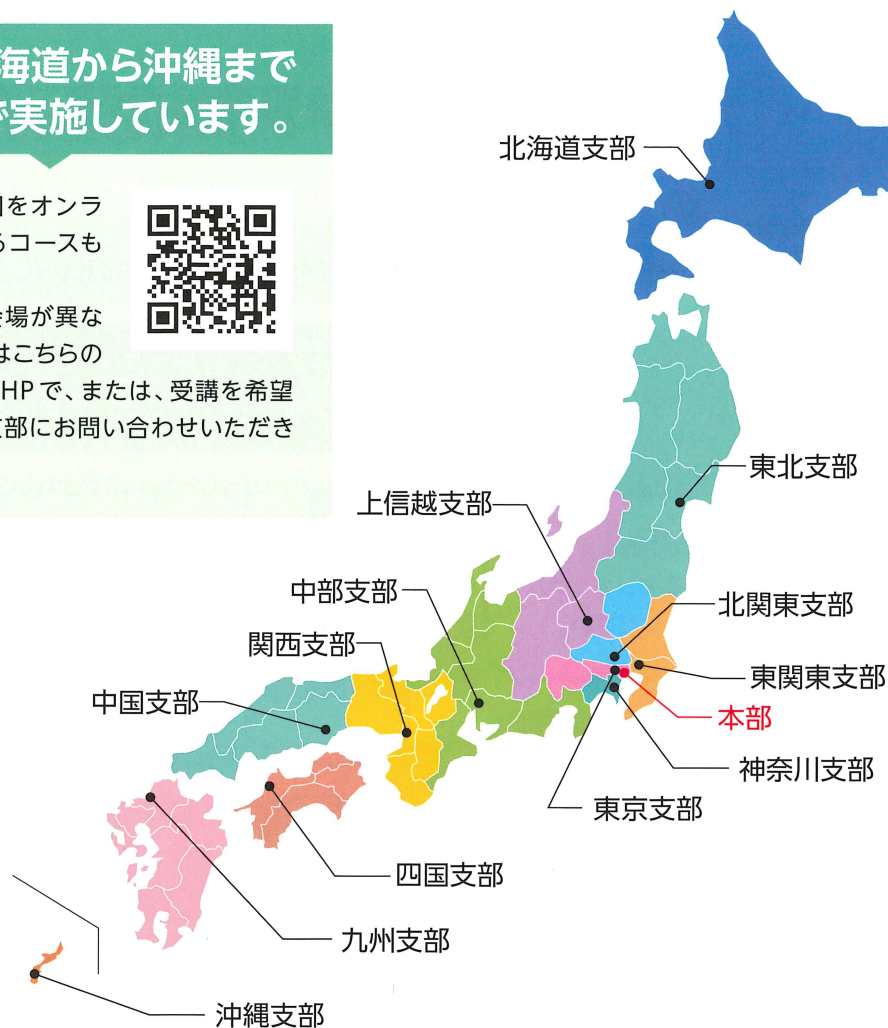 海道から沖縄まで
で実施しています。
目をオンラ
るコースも
会場が異な
はこちらの
HPで、または、受講を希望
支部にお問い合わせいただき
北海道支部
東北支部
上信越支部
中部支部
北関東支部
関西支部
東関東支部
中国支部
本部
神奈川支部
東京支部
四国支部
九州支部
沖縄支部